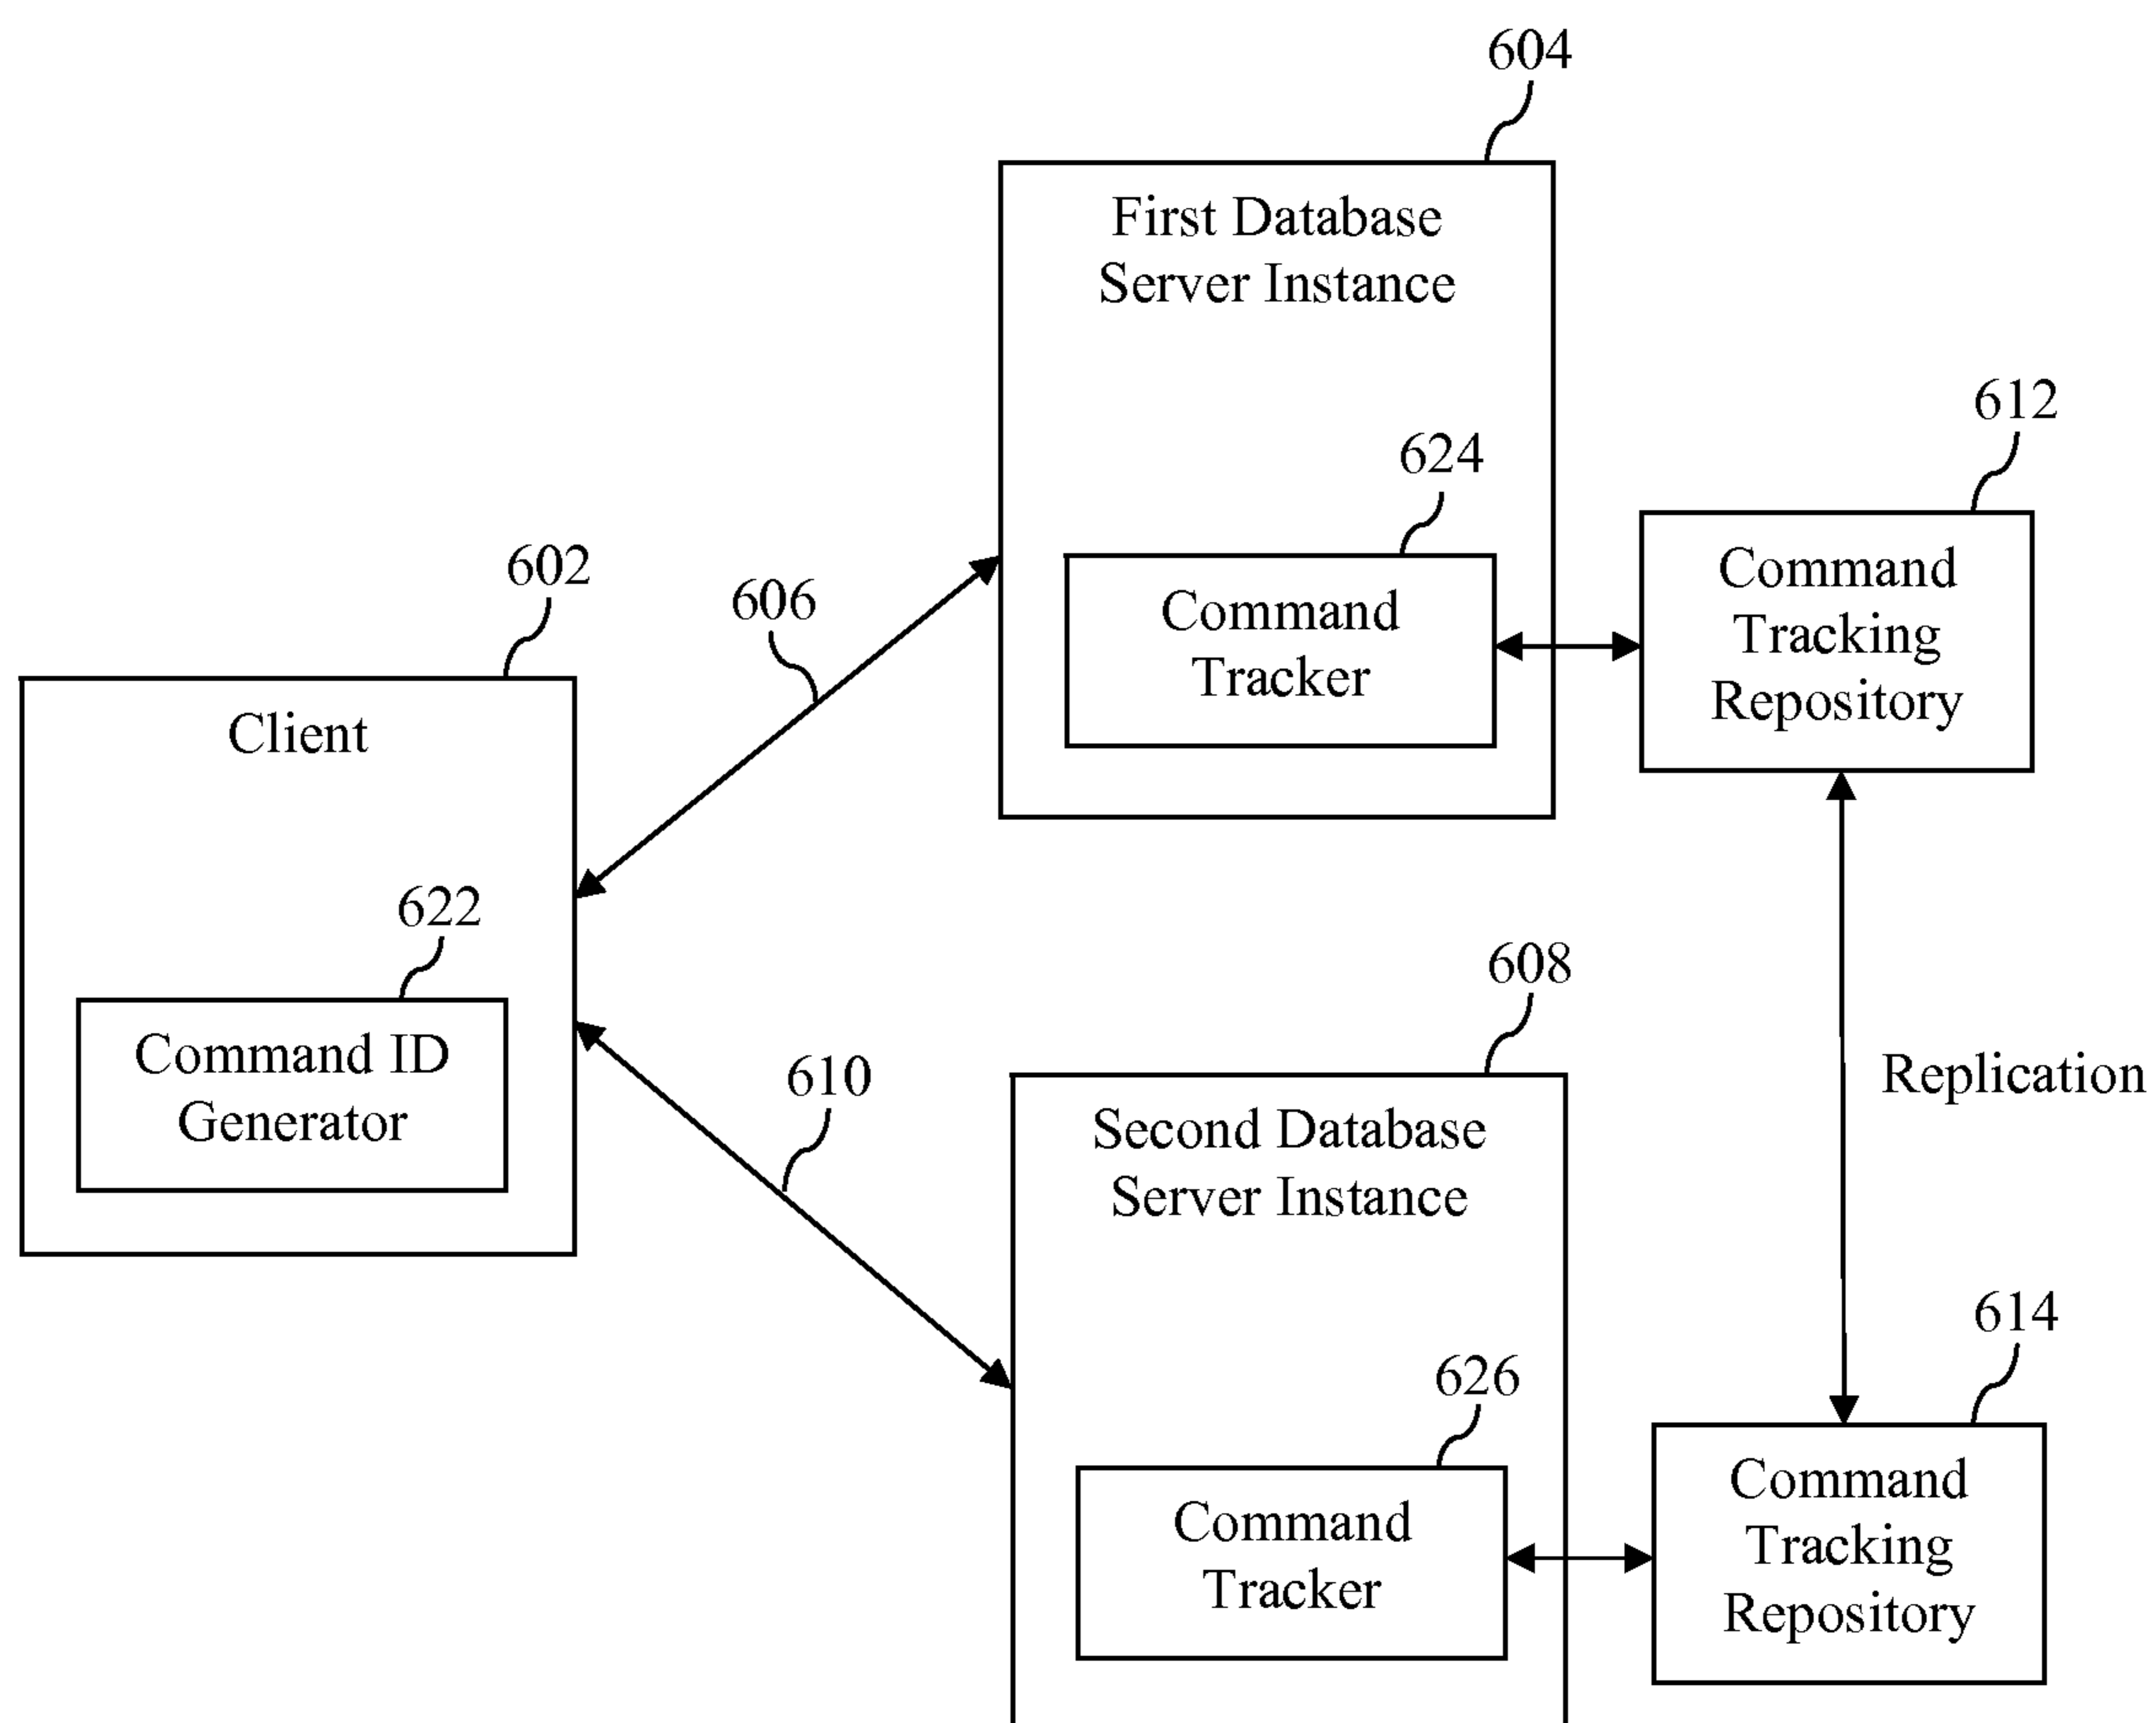 604
First Database
Server Instance
612
624
Command
Tracking
Repository
Command
Tracker
602
606
Client
622
Command ID
Generator
610
608
Second Database
Server Instance
Replication
614
626
Command
Tracker
Command
Tracking
Repository